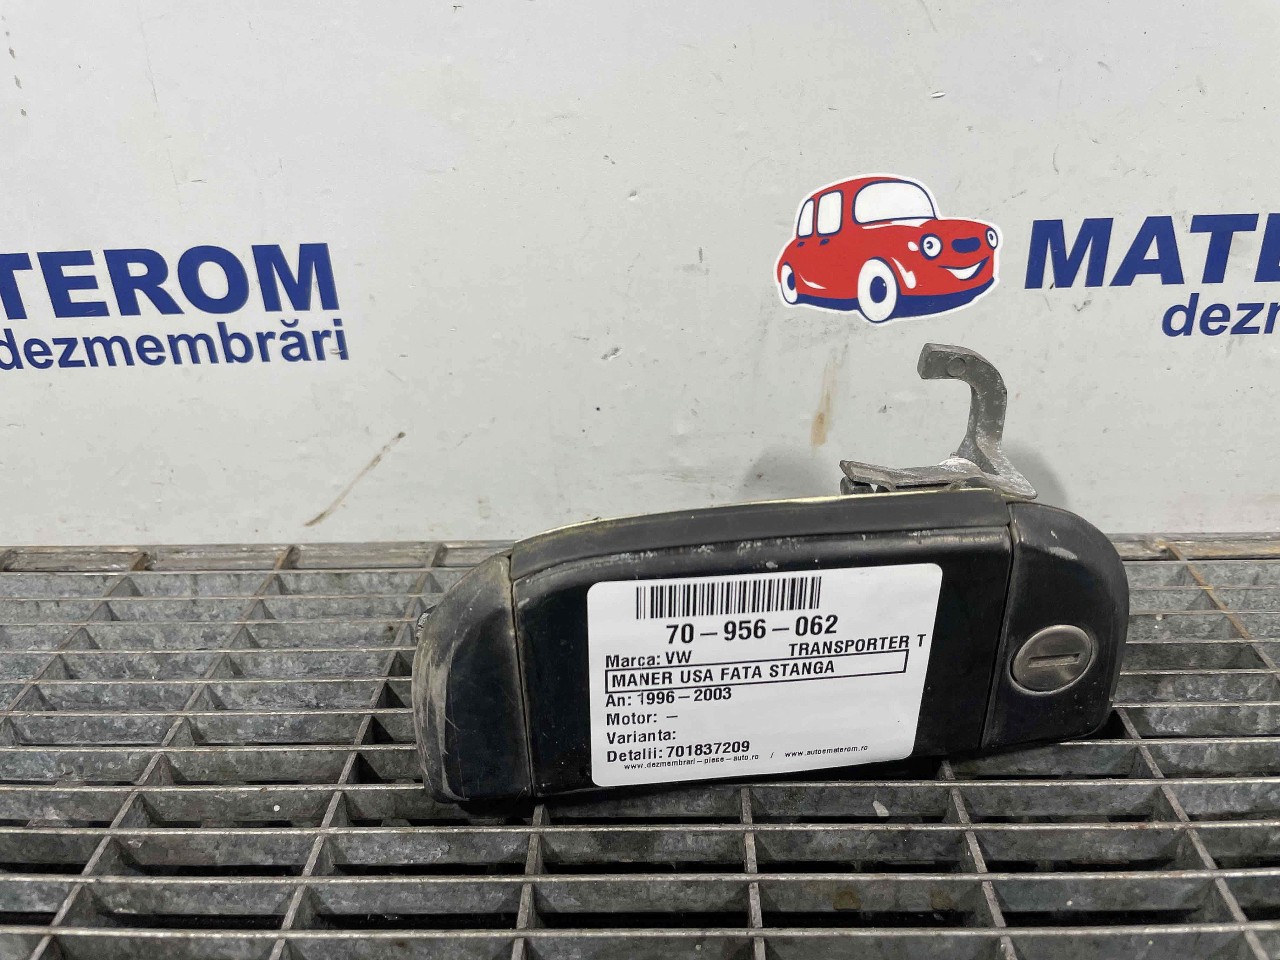 TEROM
dezmembrări
MATE
dezm
70-956-062
Marca: VW TRANSPORTER T
MANER USA FATA STANGA
An: 1996-2003
Motor: -
Varianta:
Detalii: 701837209
www.dezmembrari-piese-auto.ro / www.autoematerom.ro